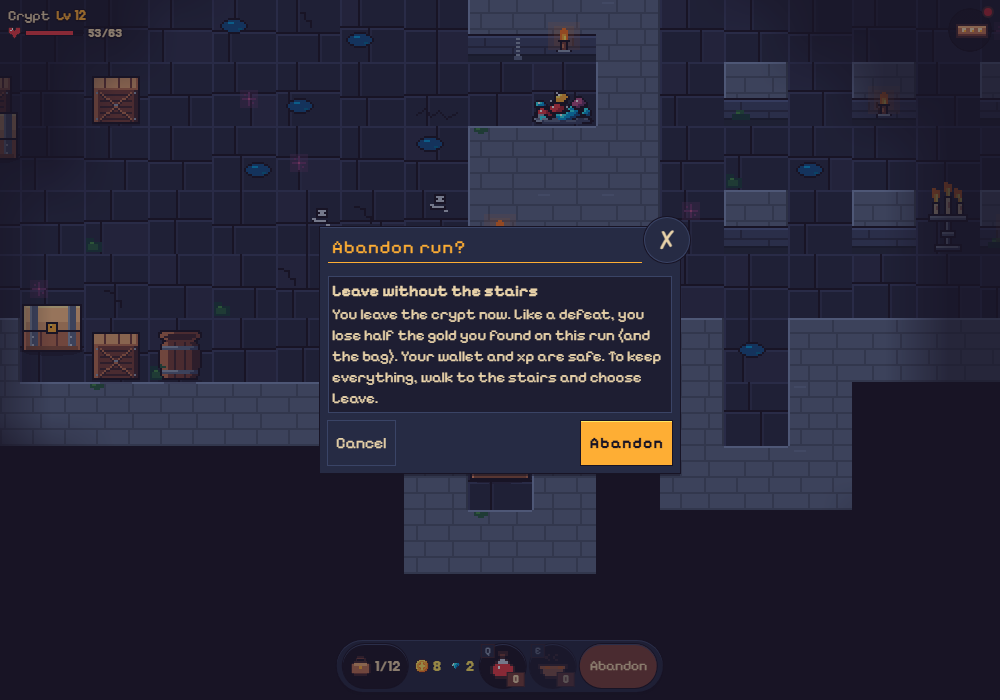 Crypt Lv 12
53/63
Abandon run?
X
Leave without the stairs
You leave the crypt now. Like a defeat, you
lose half the gold you found on this run (and
the bag). Your wallet and xp are safe. To keep
everything, walk to the stairs and choose
Leave.
Cancel
Abandon
1/12
8
2
Q
0
E
0
Abandon